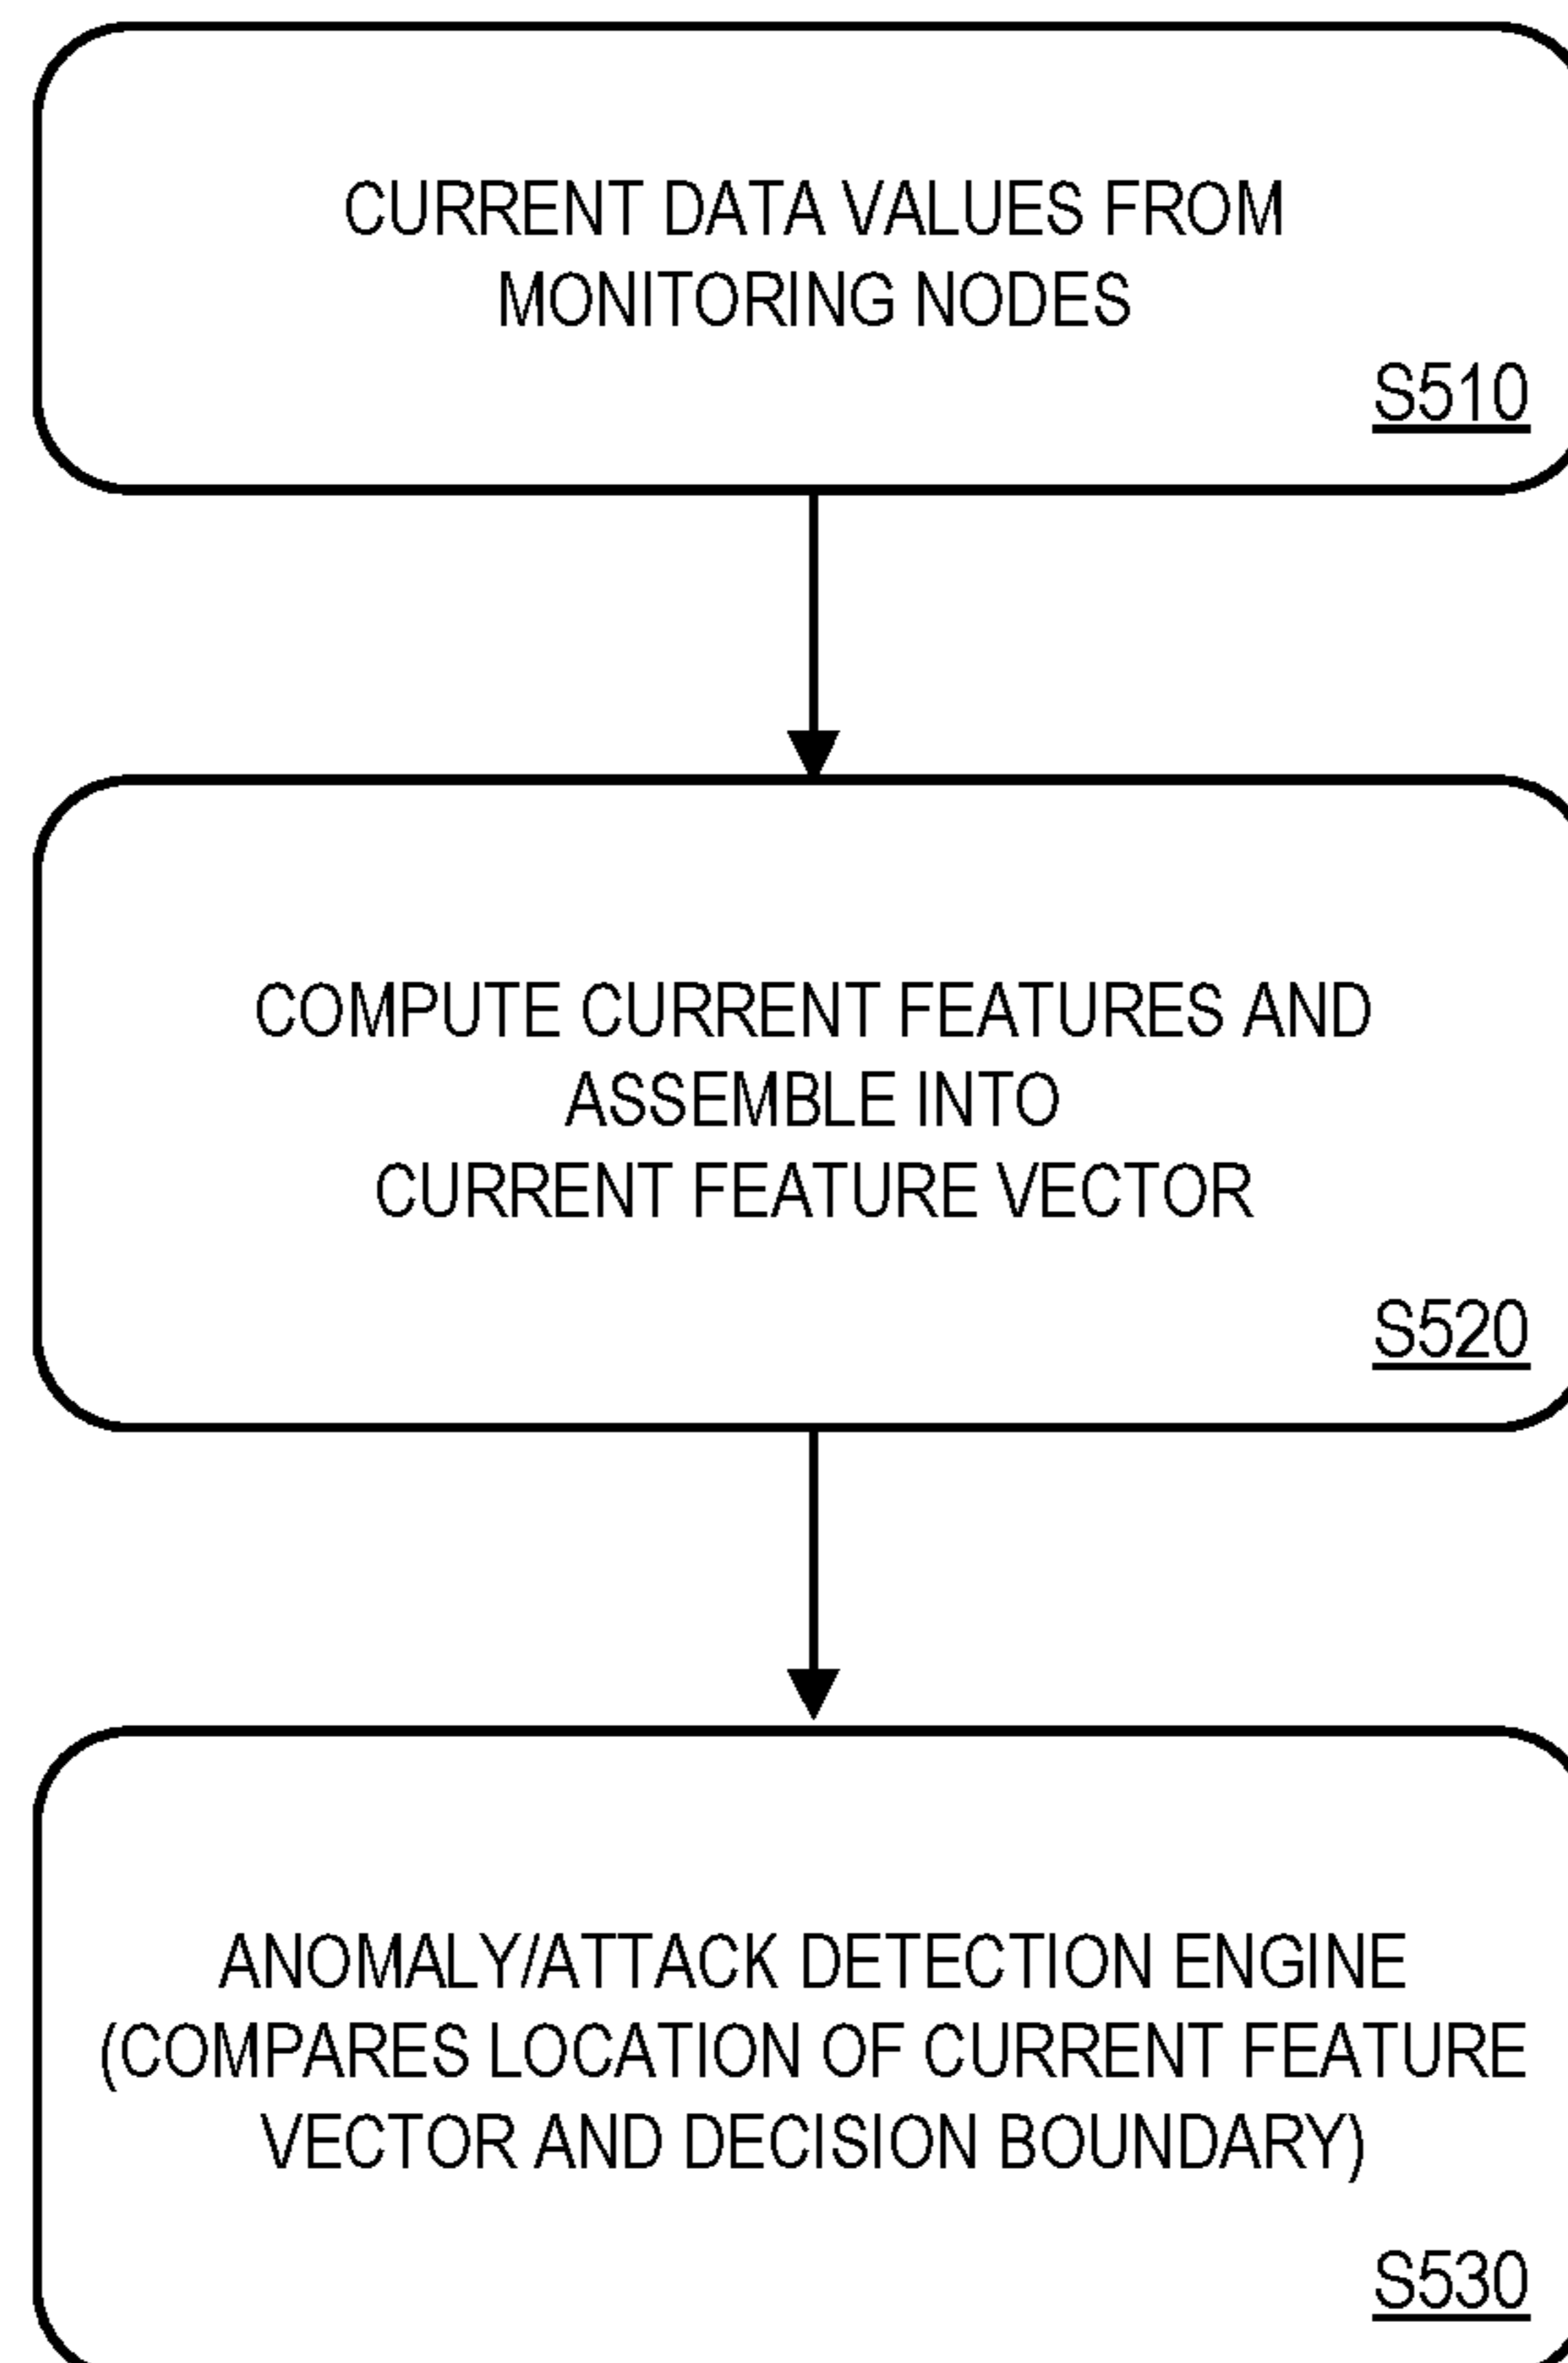 CURRENT DATA VALUES FROM
MONITORING NODES
S510
COMPUTE CURRENT FEATURES AND
ASSEMBLE INTO
CURRENT FEATURE VECTOR
S520
ANOMALY/ATTACK DETECTION ENGINE
(COMPARES LOCATION OF CURRENT FEATURE
VECTOR AND DECISION BOUNDARY)
S530